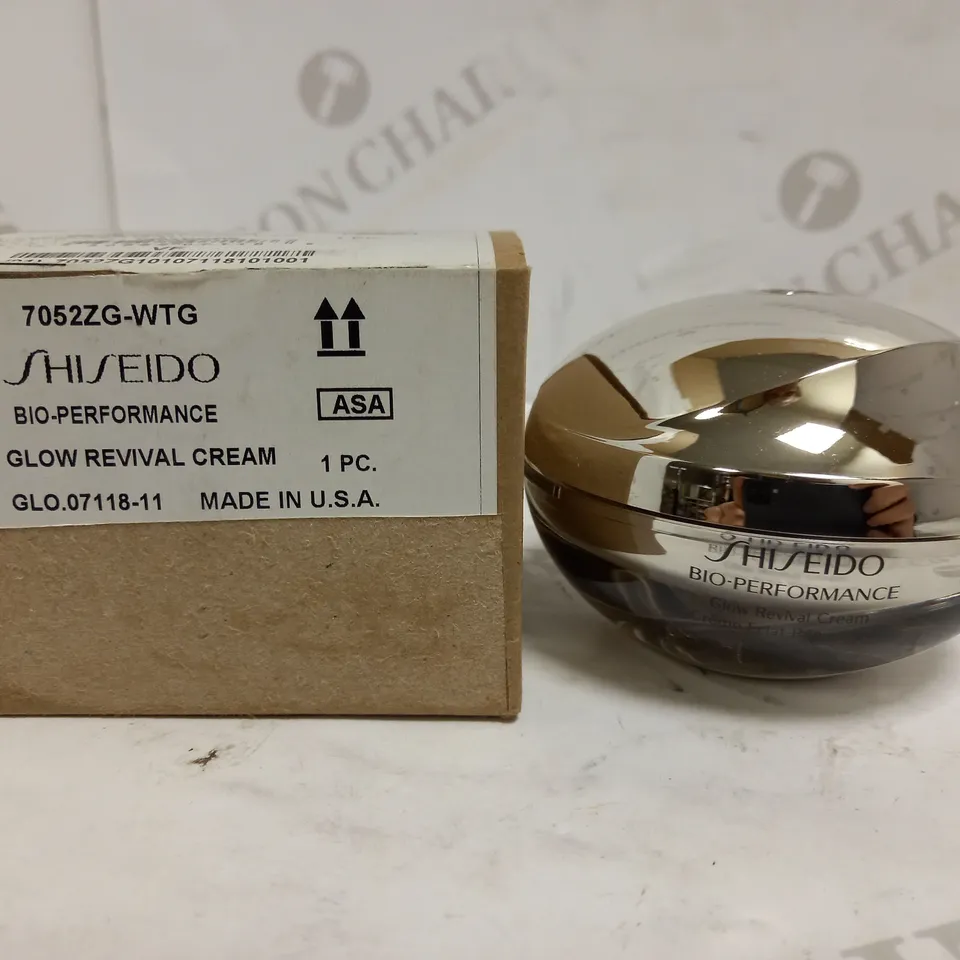 VF
7052ZG-WTG
SHISEIDO
ASA
BIO-PERFORMANCE
GLOW REVIVAL CREAM
1 PC.
GLO.07118-11 MADE IN U.S.A.
SHISEIDO
BIO-PERFORMANCE
Glow Revival Cream